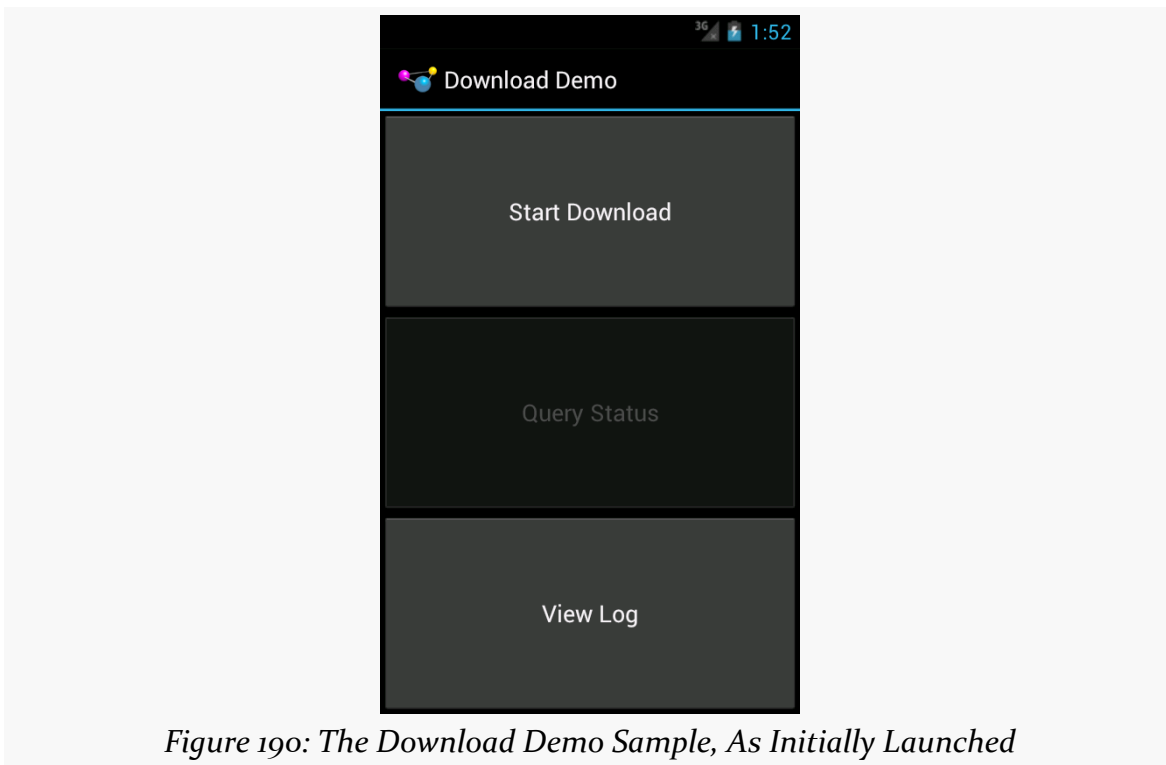 3G 1:52
Download Demo
Start Download
Query Status
View Log
Figure 190: The Download Demo Sample, As Initially Launched